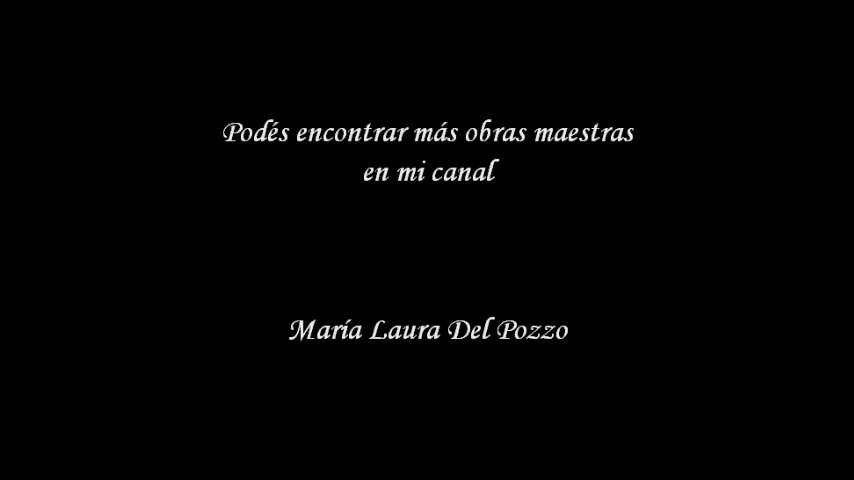 Podés encontrar más obras maestras
en mi canal
María Laura Del Pozzo